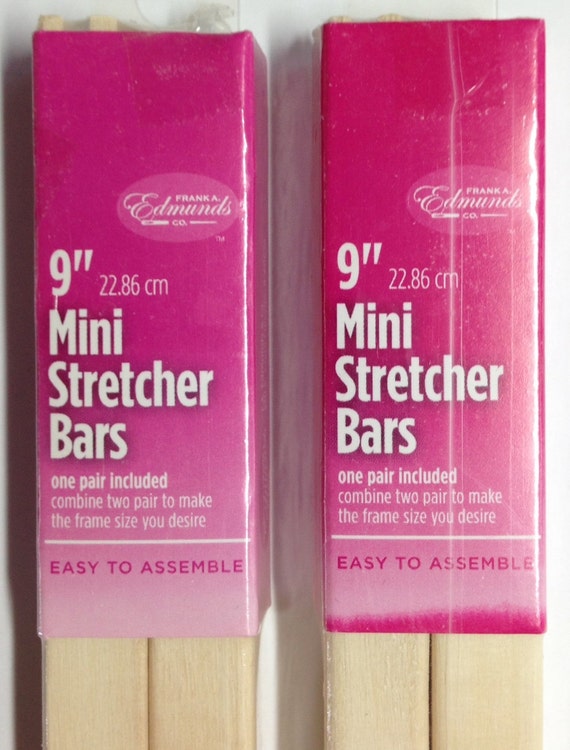 FRANK A.
Edmunds
CO.
TM
9" 22.86 cm
Mini
Stretcher
Bars
one pair included
combine two pair to make
the frame size you desire
EASY TO ASSEMBLE
FRANK A.
Edmunds
CO.
9" 22.86 cm
Mini
Stretcher
Bars
one pair included
combine two pair to make
the frame size you desire
EASY TO ASSEMBLE